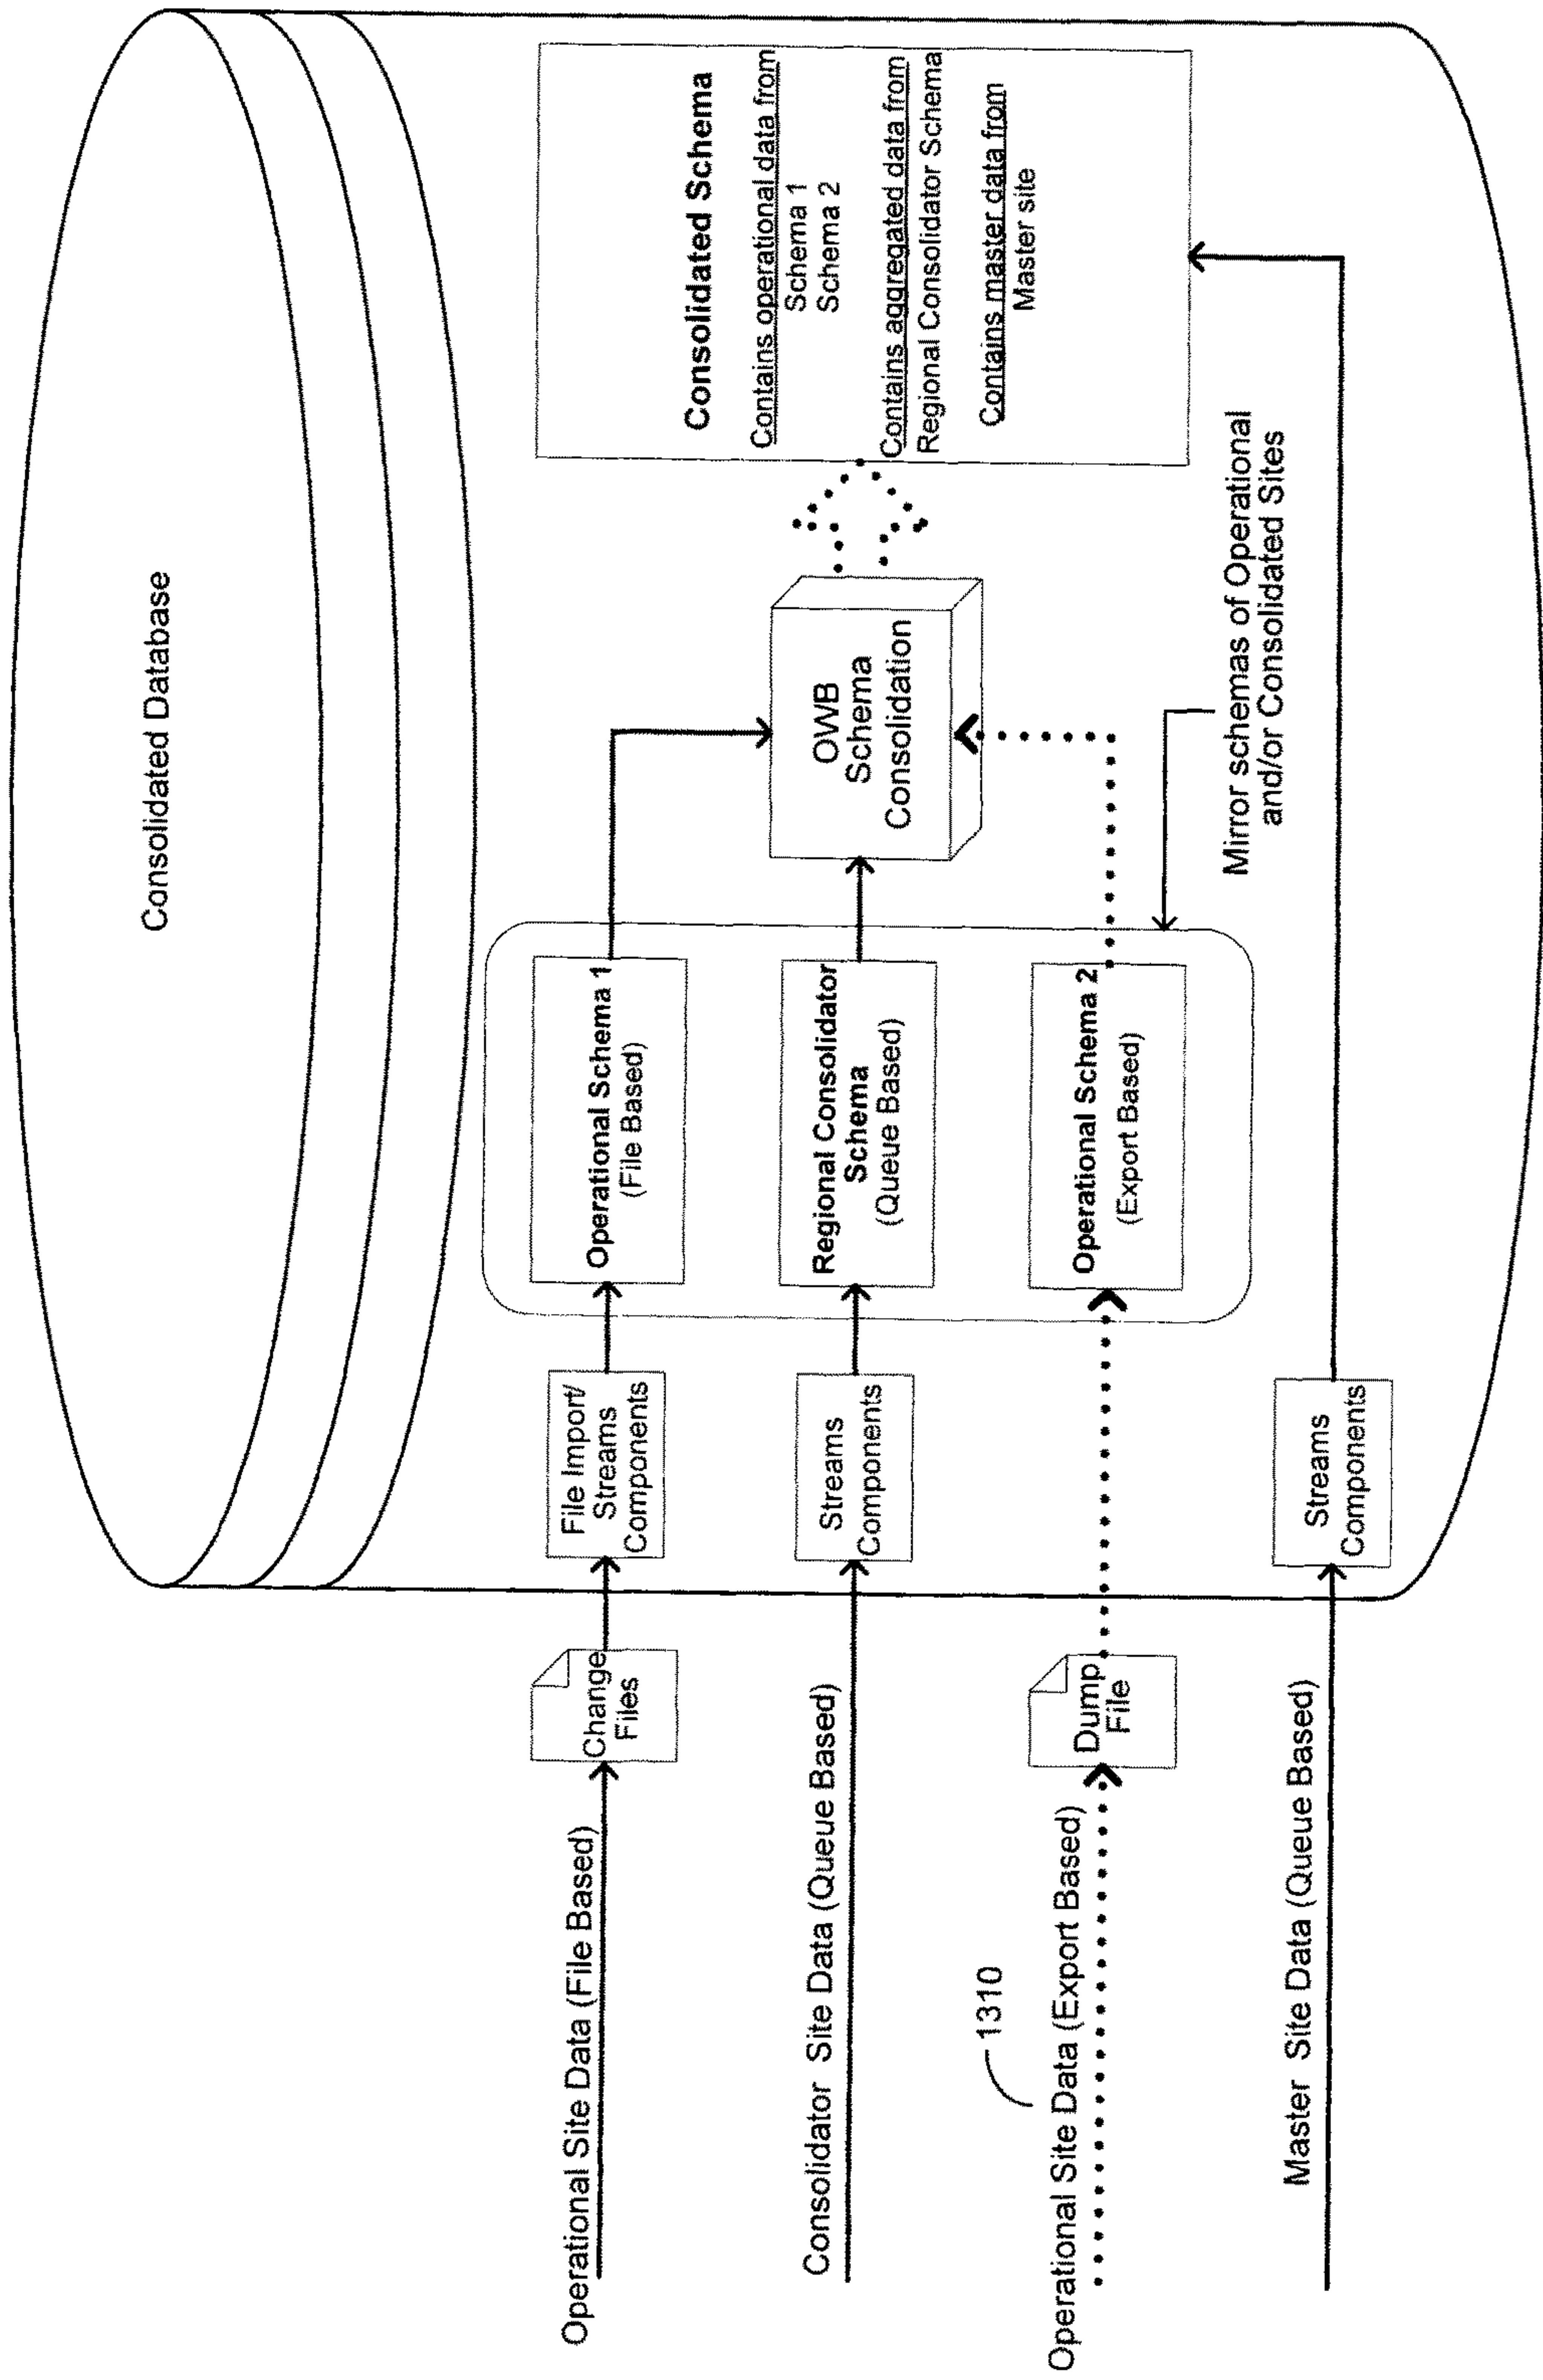 Consolidated Database
Operational Site Data (File Based)
Change
Files
File Import/
Streams
Components
Operational Schema 1
(File Based)
Consolidator Site Data (Queue Based)
Streams
Components
Regional Consolidator
Schema
(Queue Based)
1310
Operational Site Data (Export Based)
Dump
File
Operational Schema 2
(Export Based)
Master Site Data (Queue Based)
Streams
Components
OWB
Schema
Consolidation
Mirror schemas of Operational
and/or Consolidated Sites
Consolidated Schema
Contains operational data from
Schema 1
Schema 2
Contains aggregated data from
Regional Consolidator Schema
Contains master data from
Master site